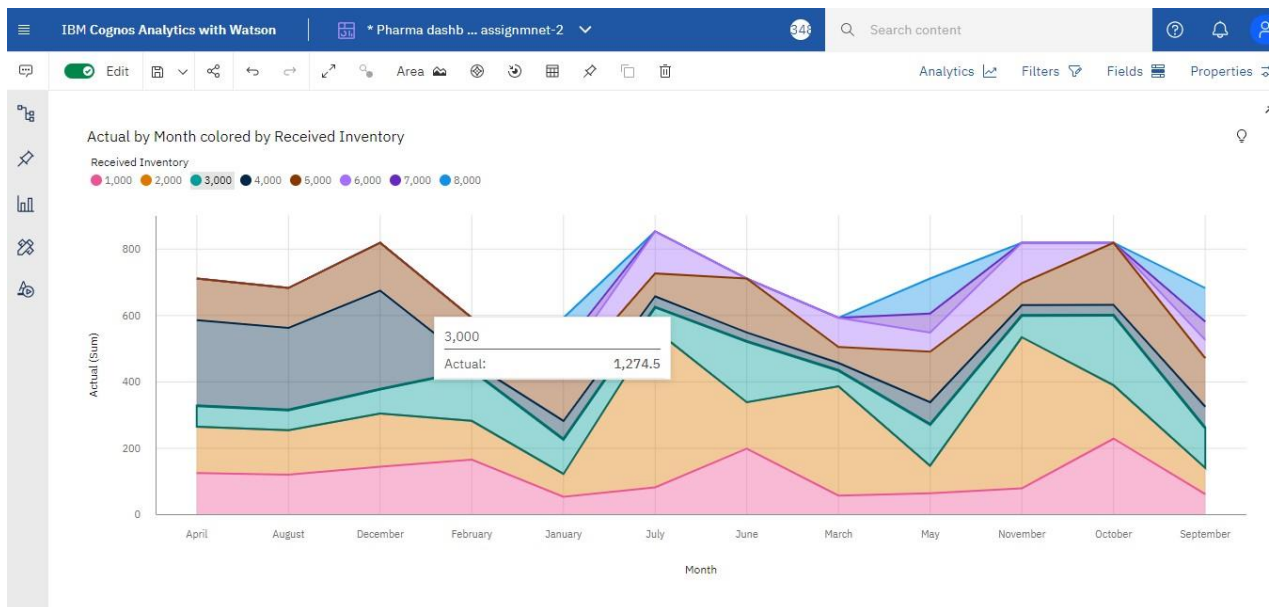 IBM Cognos Analytics with Watson
* Pharma dashb ... assignmnet-2
348
Search content
Edit
Area
Analytics
Filters
Fields
Properties
Actual by Month colored by Received Inventory
Received Inventory
1,000 2,000 3,000 4,000 5,000 6,000 7,000 8,000
800
600
400
200
0
Actual (Sum)
3,000
Actual: 1,274.5
April August December February January July June March May November October September
Month